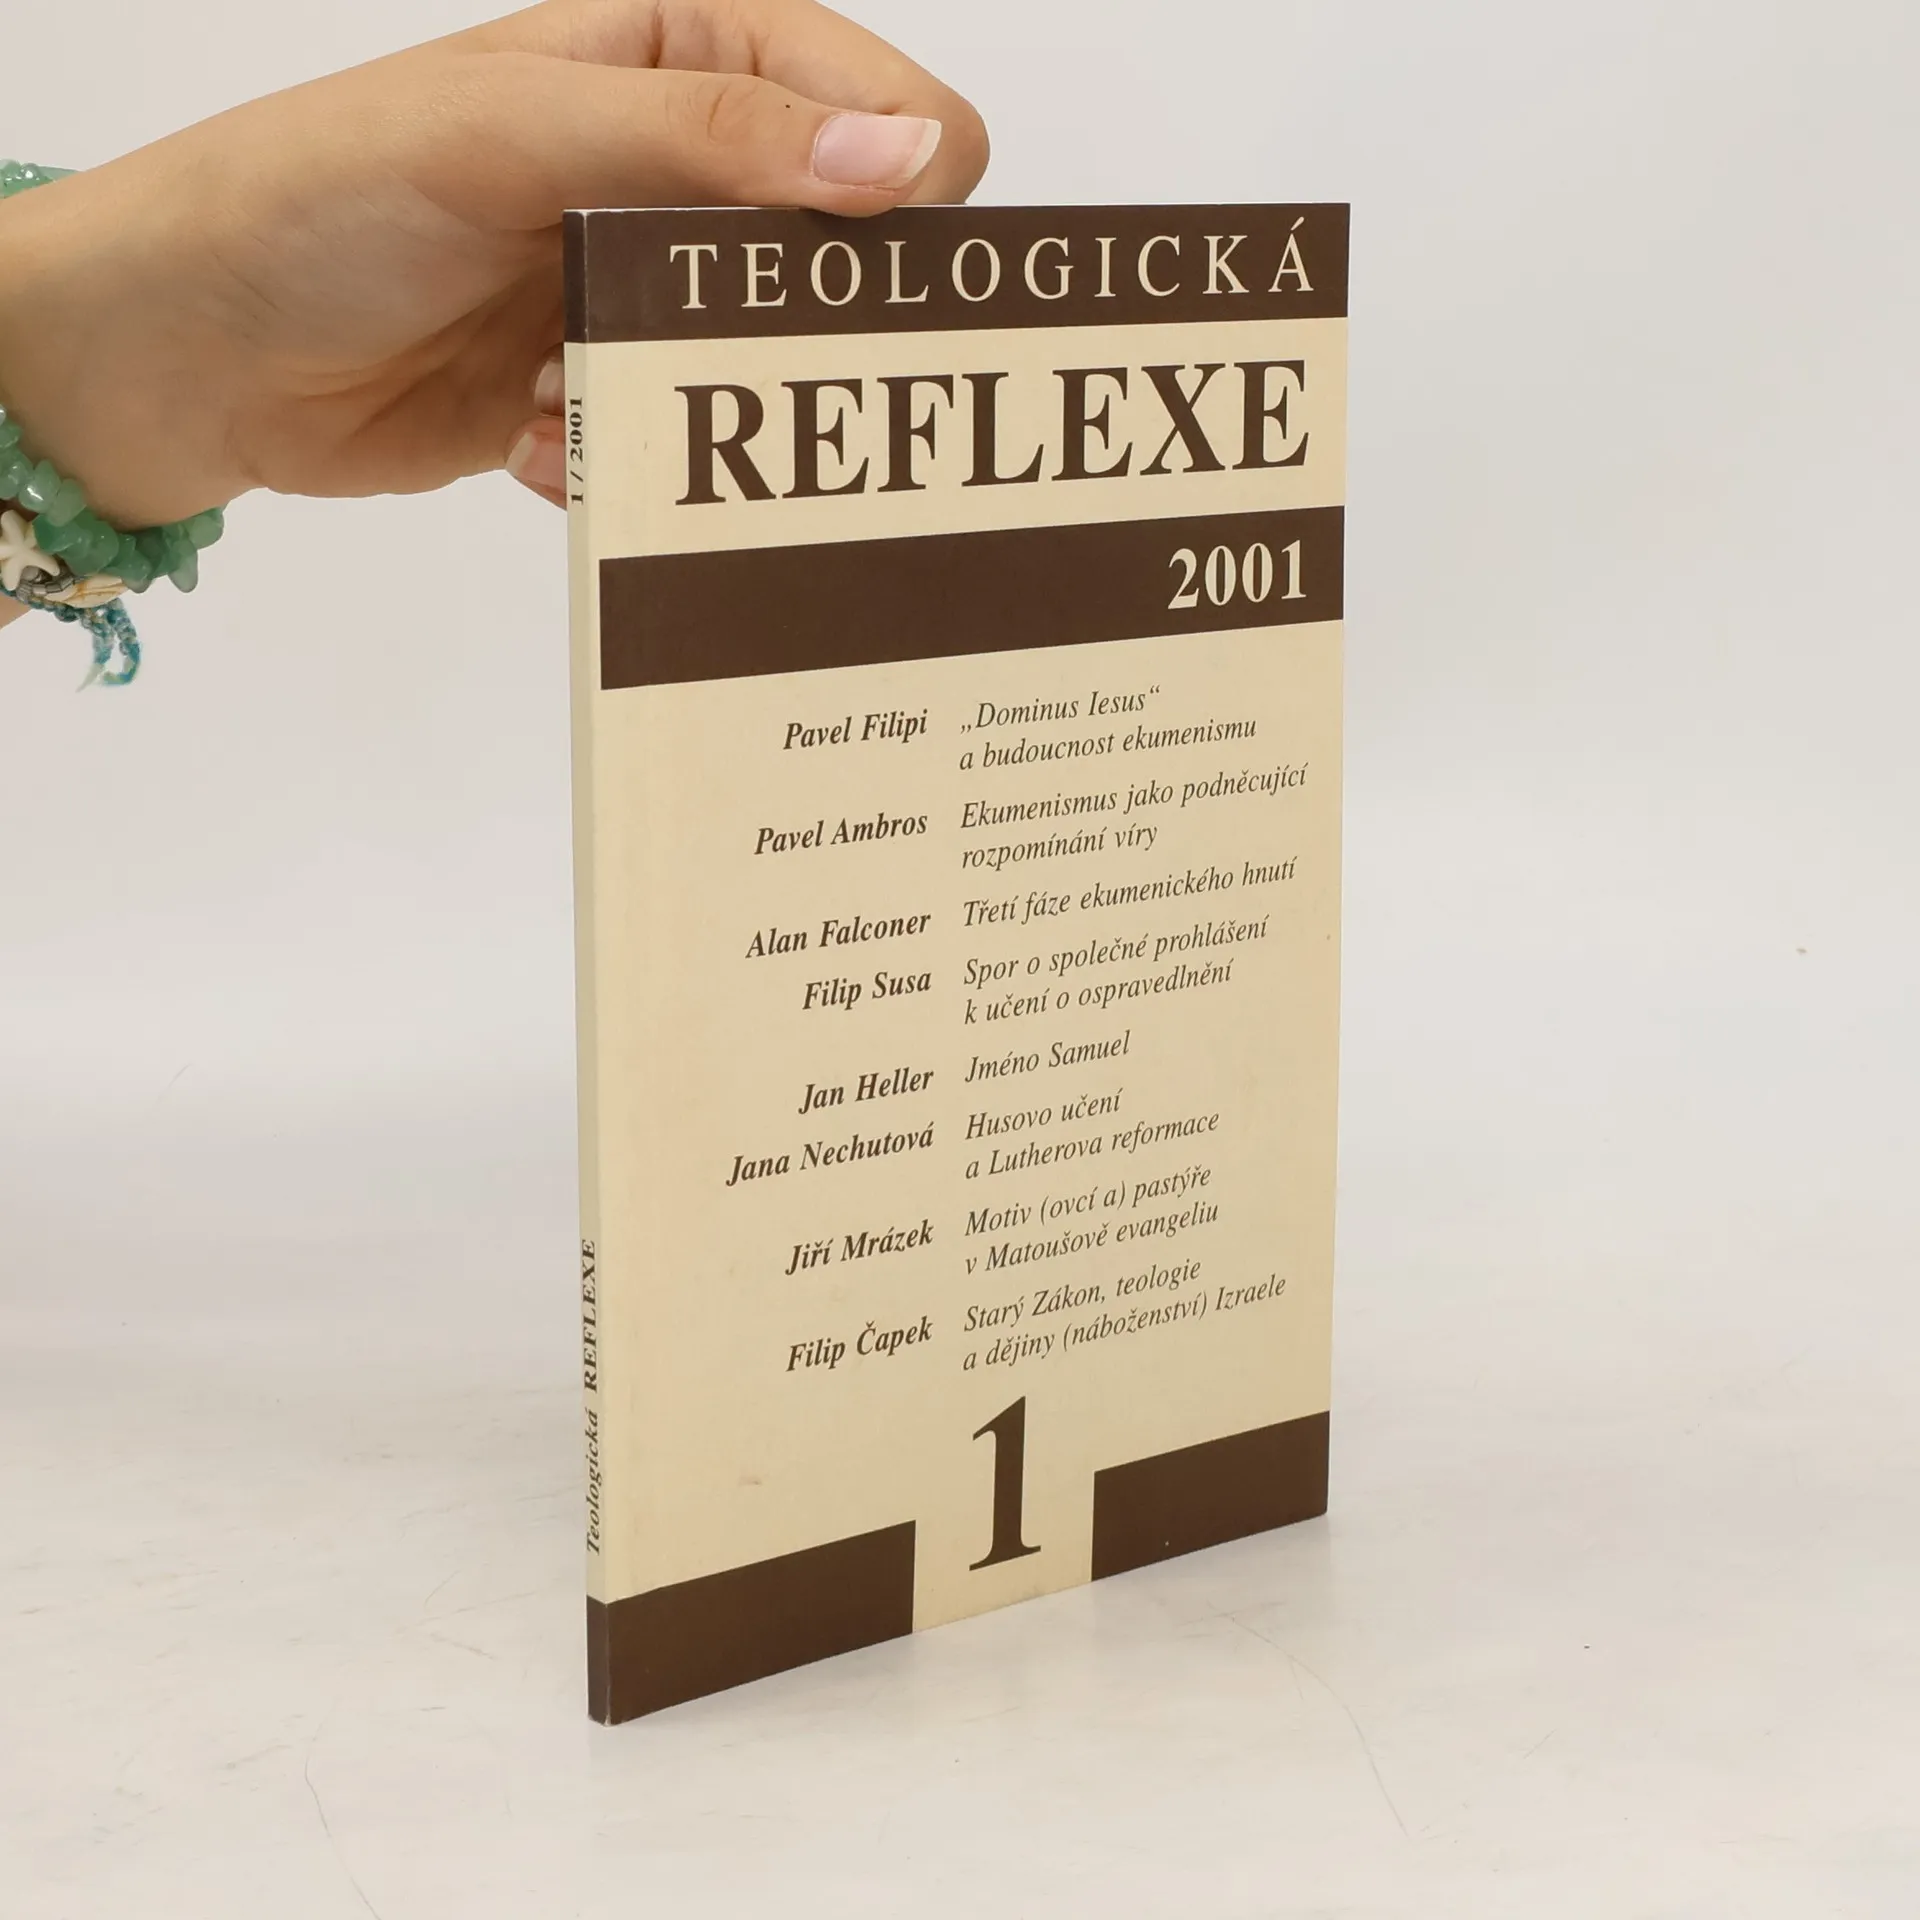 TEOLOGICKÁ
REFLEXE
2001
Pavel Filipi „Dominus Iesus“
a budoucnost ekumenismu
Pavel Ambros Ekumenismus jako podněcující
rozpomínání víry
Alan Falconer Třetí fáze ekumenického hnutí
Filip Susa Spor o společné prohlášení
k učení o ospravedlnění
Jan Heller Jméno Samuel
Jana Nechutová Husovo učení
a Lutherova reformace
Jiří Mrázek Motiv (ovcí a) pastýře
v Matoušově evangeliu
Filip Čapek Starý Zákon, teologie
a dějiny (náboženství) Izraele
1
Teologická REFLEXE 1 / 2001